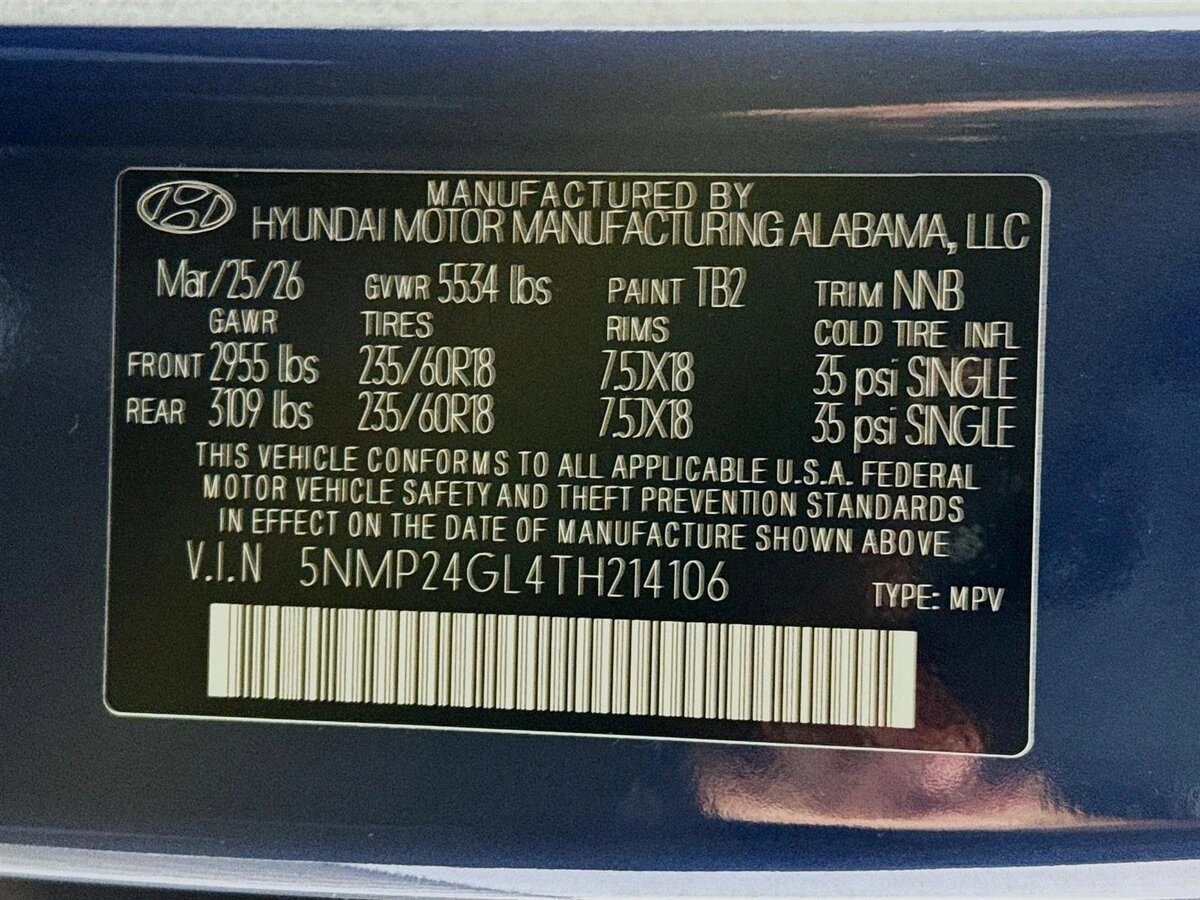 MANUFACTURED BY
HYUNDAI MOTOR MANUFACTURING ALABAMA, LLC
Mar/25/26 GVWR 5534 lbs PAINT TB2 TRIM NNB
GAWR TIRES RIMS COLD TIRE INFL
FRONT 2955 lbs 235/60R18 7.5JX18 35 psi SINGLE
REAR 3109 lbs 235/60R18 7.5JX18 35 psi SINGLE
THIS VEHICLE CONFORMS TO ALL APPLICABLE U.S.A. FEDERAL
MOTOR VEHICLE SAFETY AND THEFT PREVENTION STANDARDS
IN EFFECT ON THE DATE OF MANUFACTURE SHOWN ABOVE
V.I.N 5NMP24GL4TH214106 TYPE: MPV